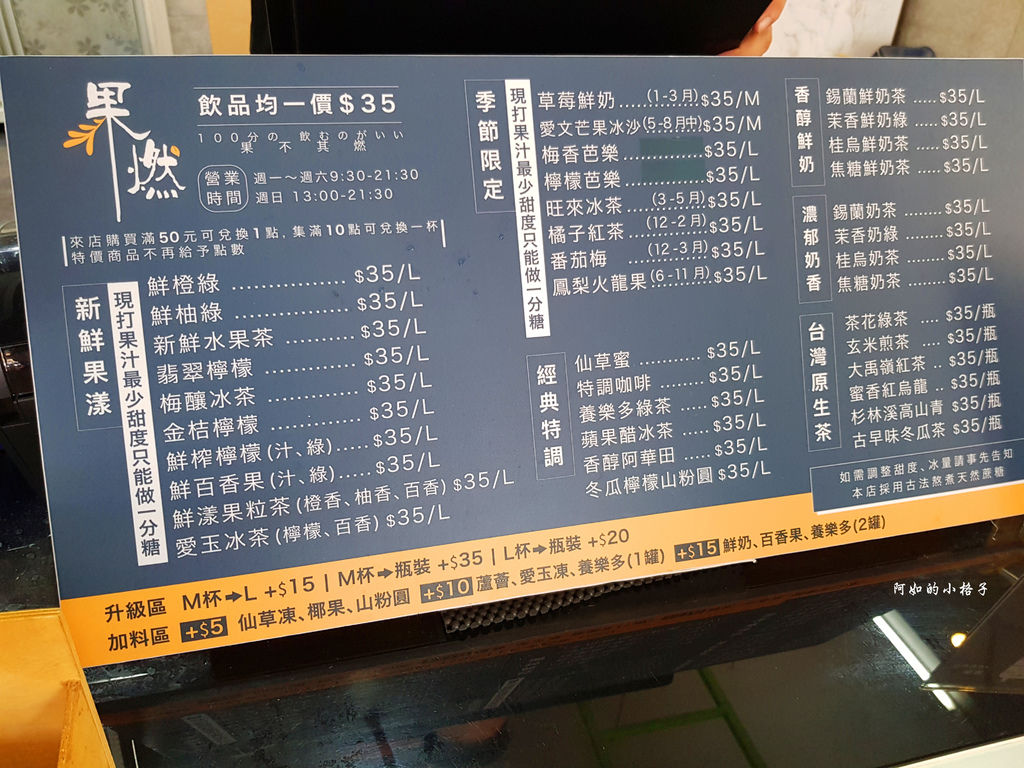 果燃
飲品均一價$35
100分の飲むのがいい
果不其燃
營業時間
週一～週六9:30-21:30
週日 13:00-21:30
來店購買滿50元可兌換1點, 集滿10點可兌換一杯
特價商品不再給予點數
新鮮果漾
現打果汁最少甜度只能做一分糖
鮮橙綠 ................ $35/L
鮮柚綠 ................ $35/L
新鮮水果茶 ........... $35/L
翡翠檸檬 ............. $35/L
梅釀冰茶 ............. $35/L
金桔檸檬 ............. $35/L
鮮榨檸檬(汁、綠)..... $35/L
鮮百香果(汁、綠)..... $35/L
鮮漾果粒茶(橙香、柚香、百香) $35/L
愛玉冰茶(檸檬、百香) $35/L
季節限定
現打果汁最少甜度只能做一分糖
草莓鮮奶....(1-3月)$35/M
愛文芒果冰沙(5-8月中)$35/M
梅香芭樂 ............ $35/L
檸檬芭樂 ............ $35/L
旺來冰茶 ....(3-5月)$35/L
橘子紅茶 ....(12-2月)$35/L
番茄梅 ....(12-3月)$35/L
鳳梨火龍果(6-11月)$35/L
經典特調
仙草蜜 ........... $35/L
特調咖啡 ......... $35/L
養樂多綠茶 ..... $35/L
蘋果醋冰茶 ..... $35/L
香醇阿華田 ..... $35/L
冬瓜檸檬山粉圓 $35/L
香醇鮮奶
錫蘭鮮奶茶 ..... $35/L
茉香鮮奶綠 ..... $35/L
桂烏鮮奶茶 ..... $35/L
焦糖鮮奶茶 ..... $35/L
濃郁奶香
錫蘭奶茶 ........ $35/L
茉香奶綠 ........ $35/L
桂烏奶茶 ........ $35/L
焦糖奶茶 ........ $35/L
台灣原生茶
茶花綠茶 .... $35/瓶
玄米煎茶 .... $35/瓶
大禹嶺紅茶 .. $35/瓶
蜜香紅烏龍 .. $35/瓶
杉林溪高山青 $35/瓶
古早味冬瓜茶 $35/瓶
如需調整甜度、冰量請事先告知
本店採用古法熬煮天然蔗糖
升級區 M杯➡L +$15 | M杯➡瓶裝 +$35 | L杯➡瓶裝 +$20
加料區 +$5 仙草凍、椰果、山粉圓 +$10 蘆薈、愛玉凍、養樂多(1罐) +$15 鮮奶、百香果、養樂多(2罐)
阿如的小格子